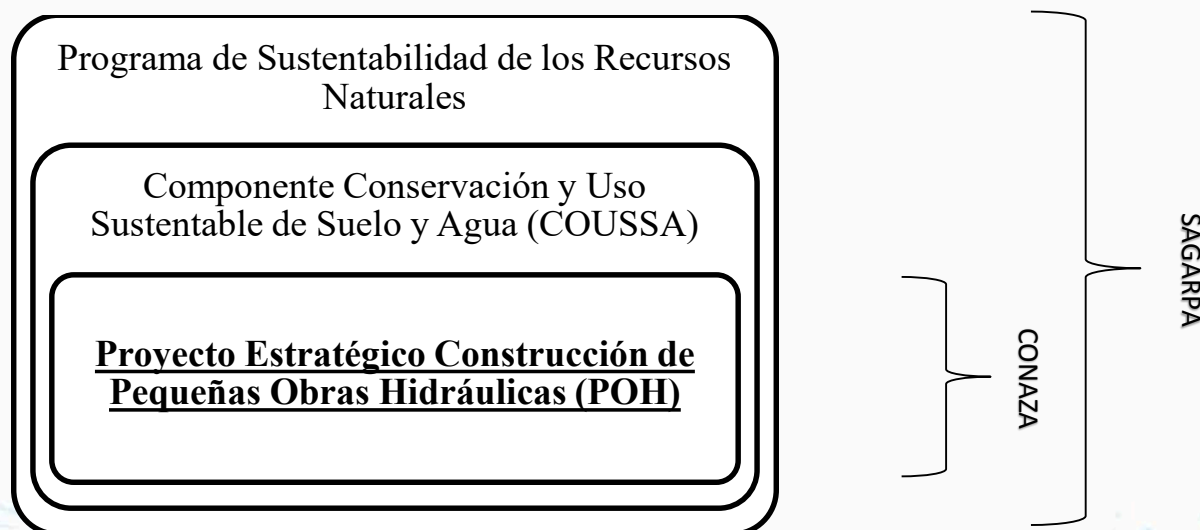 Programa de Sustentabilidad de los Recursos
Naturales
Componente Conservación y Uso
Sustentable de Suelo y Agua (COUSSA)
Proyecto Estratégico Construcción de
Pequeñas Obras Hidráulicas (POH)
CONAZA
SAGARPA